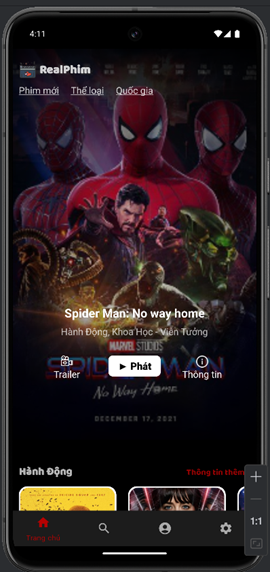 4:11
RealPhim
Phim mới Thể loại Quốc gia
Spider Man: No way home
Hành Động, Khoa Học - Viễn Tưởng
MARVEL STUDIOS
SPIDER-MAN
Trailer Phát Thông tin
No Way Home
DECEMBER 17, 2021
Hành Động Thông tin thêm
1:1
Trang chủ